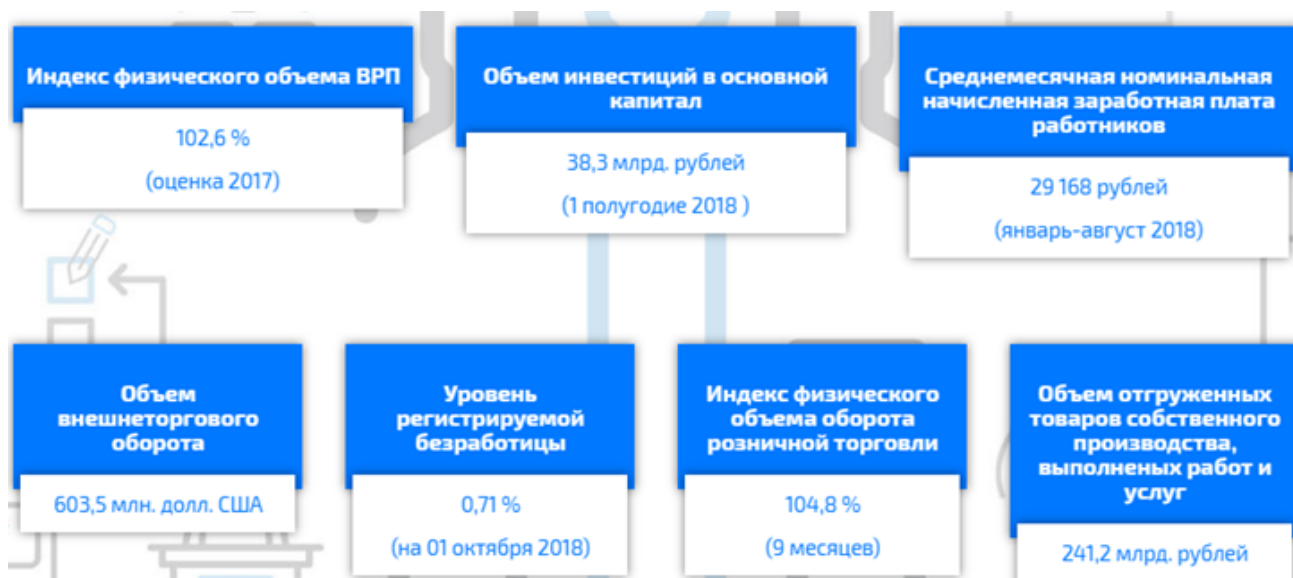 Индекс физического объема ВРП
102,6 %
(оценка 2017)
Объем инвестиций в основной
капитал
38,3 млрд. рублей
(1 полугодие 2018 )
Среднемесячная номинальная
начисленная заработная плата
работников
29 168 рублей
(январь-август 2018)
Объем
внешнеторгового
оборота
603,5 млн. долл. США
Уровень
регистрируемой
безработицы
0,71 %
(на 01 октября 2018)
Индекс физического
объема оборота
розничной торговли
104,8 %
(9 месяцев)
Объем отгруженных
товаров собственного
производства,
выполненых работ и
услуг
241,2 млрд. рублей